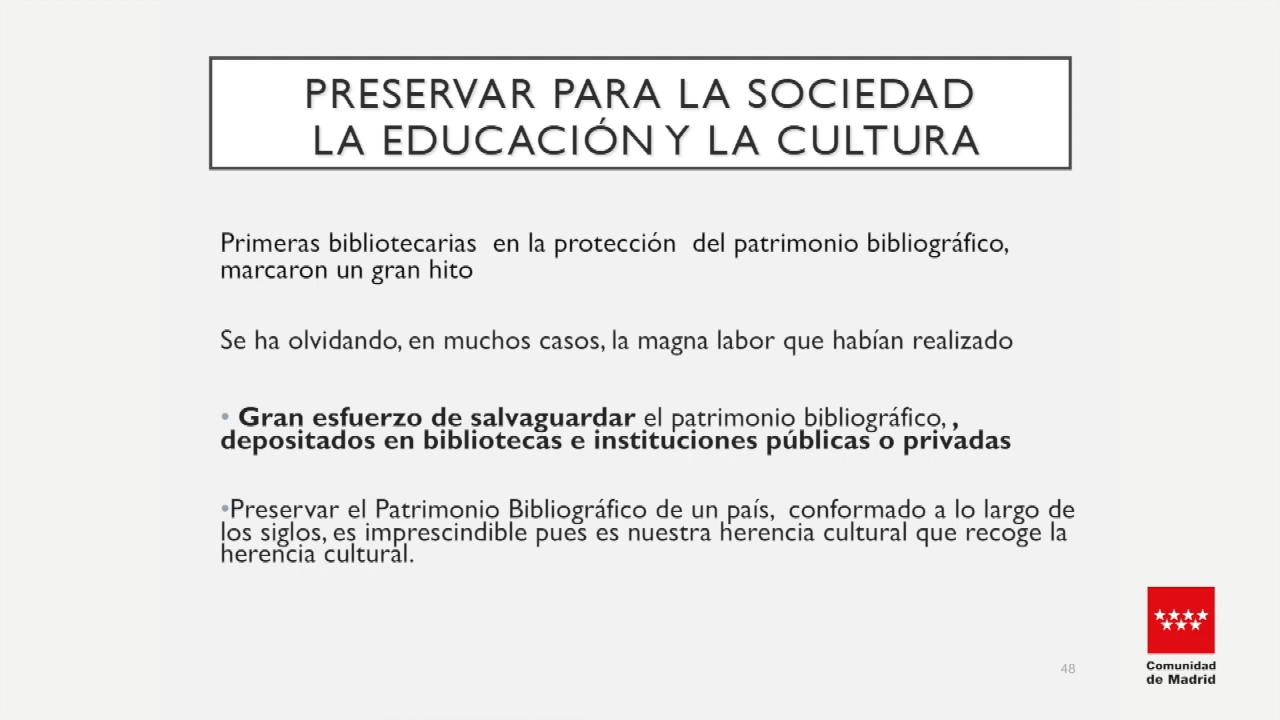 PRESERVAR PARA LA SOCIEDAD
LA EDUCACIÓN Y LA CULTURA
Primeras bibliotecarias en la protección del patrimonio bibliográfico,
marcaron un gran hito
Se ha olvidando, en muchos casos, la magna labor que habían realizado
• Gran esfuerzo de salvaguardar el patrimonio bibliográfico, ,
depositados en bibliotecas e instituciones públicas o privadas
•Preservar el Patrimonio Bibliográfico de un país, conformado a lo largo de
los siglos, es imprescindible pues es nuestra herencia cultural que recoge la
herencia cultural.
48
Comunidad
de Madrid